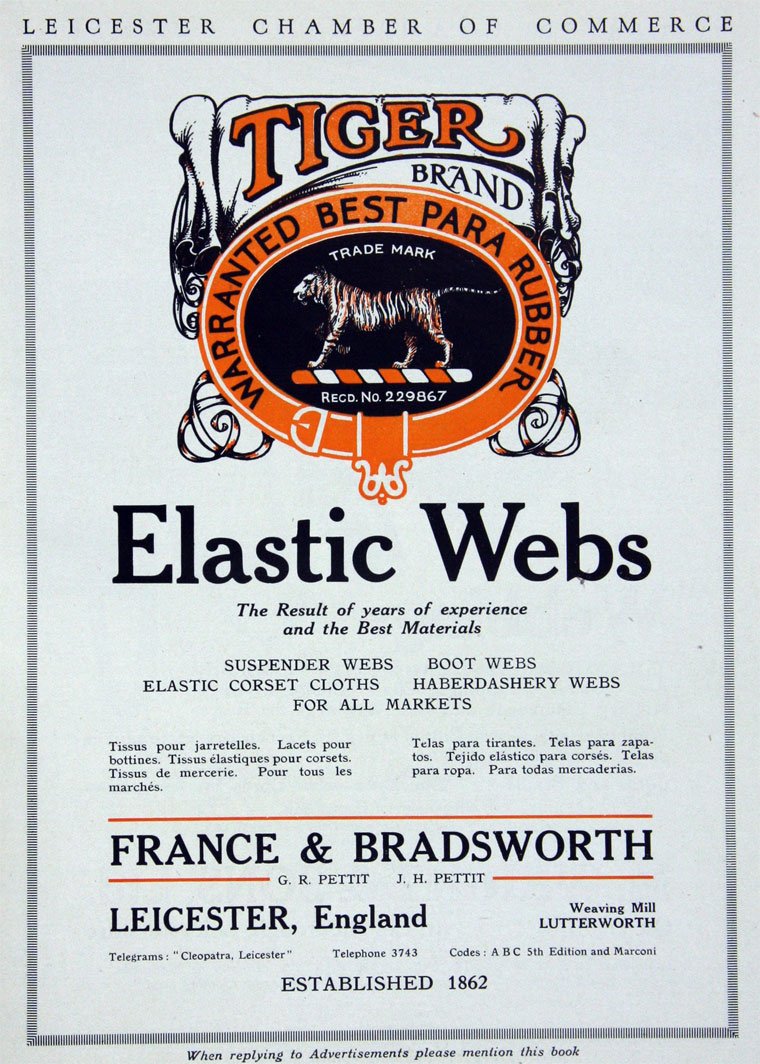 LEICESTER CHAMBER OF COMMERCE
TIGER
BRAND
WARRANTED BEST PARA RUBBER
TRADE MARK
REGD. NO. 229867
Elastic Webs
The Result of years of experience
and the Best Materials
SUSPENDER WEBS BOOT WEBS
ELASTIC CORSET CLOTHS HABERDASHERY WEBS
FOR ALL MARKETS
Tissus pour jarretelles. Lacets pour
bottines. Tissus élastiques pour corsets.
Tissus de mercerie. Pour tous les
marchés.
Telas para tirantes. Telas para zapa-
tos. Tejido elástico para corsés. Telas
para ropa. Para todas mercaderias.
FRANCE & BRADSWORTH
G. R. PETTIT J. H. PETTIT
LEICESTER, England
Weaving Mill
LUTTERWORTH
Telegrams: "Cleopatra, Leicester" Telephone 3743 Codes: A B C 5th Edition and Marconi
ESTABLISHED 1862
When replying to Advertisements please mention this book